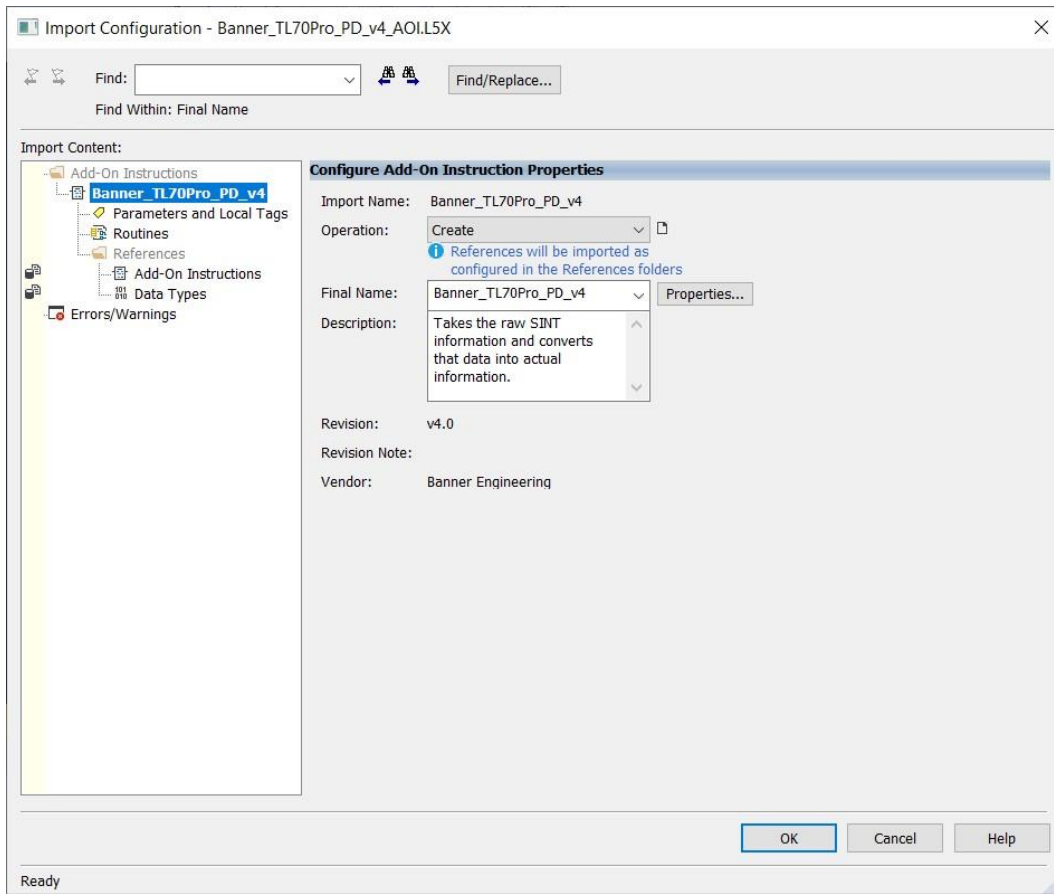 Import Configuration - Banner_TL70Pro_PD_v4_AOI.L5X
Find:
Find/Replace...
Find Within: Final Name
Import Content:
Add-On Instructions
Banner_TL70Pro_PD_v4
Parameters and Local Tags
Routines
References
Add-On Instructions
Data Types
Errors/Warnings
Configure Add-On Instruction Properties
Import Name: Banner_TL70Pro_PD_v4
Operation: Create
References will be imported as
configured in the References folders
Final Name: Banner_TL70Pro_PD_v4 Properties...
Description: Takes the raw SINT
information and converts
that data into actual
information.
Revision: v4.0
Revision Note:
Vendor: Banner Engineering
OK Cancel Help
Ready